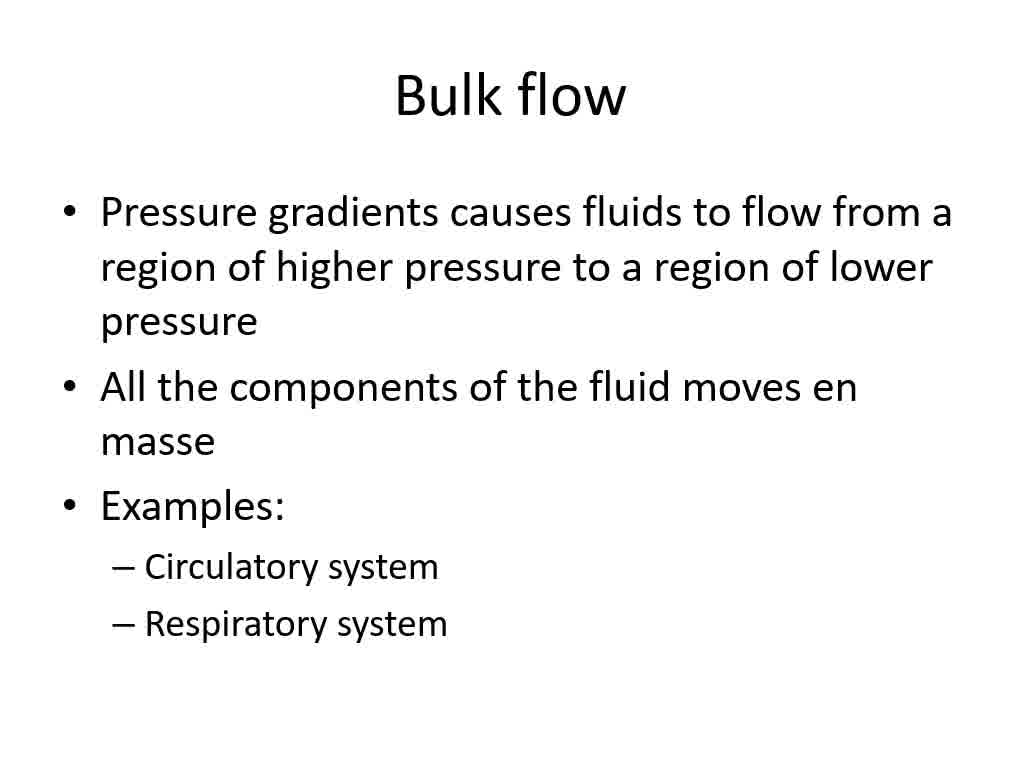 Bulk flow
• Pressure gradients causes fluids to flow from a
region of higher pressure to a region of lower
pressure
• All the components of the fluid moves en
masse
• Examples:
– Circulatory system
– Respiratory system